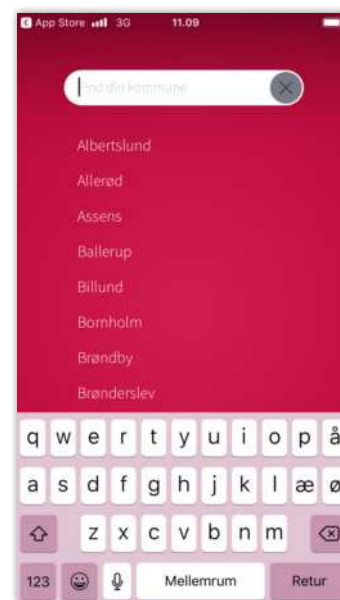 App Store 3G 11.09
Find din kommune
Albertslund
Allerød
Assens
Ballerup
Billund
Bornholm
Brøndby
Brønderslev
q w e r t y u i o p å
a s d f g h j k l æ ø
z x c v b n m
123 Mellemrum Retur